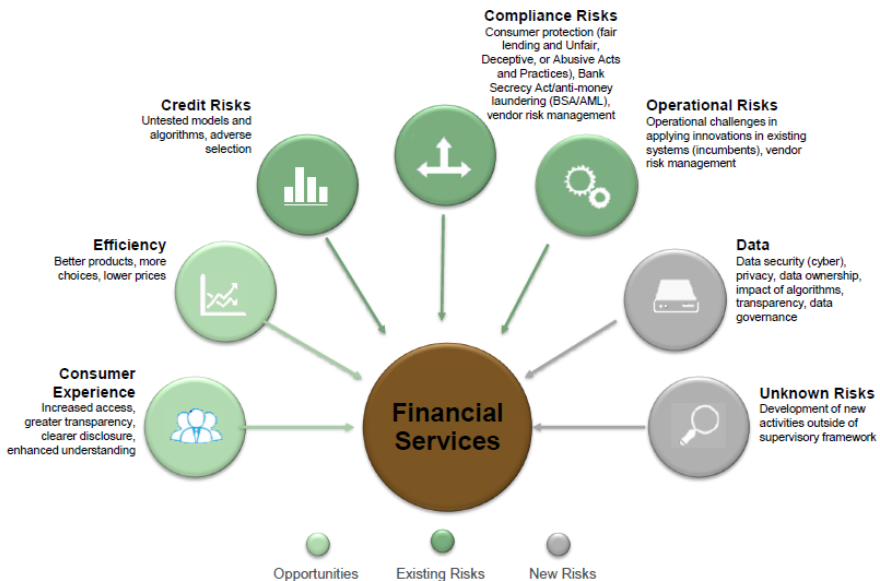 Compliance Risks
Consumer protection (fair
lending and Unfair,
Deceptive, or Abusive Acts
and Practices), Bank
Secrecy Act/anti-money
laundering (BSA/AML),
vendor risk management
Credit Risks
Untested models and
algorithms, adverse
selection
Operational Risks
Operational challenges in
applying innovations in existing
systems (incumbents), vendor
risk management
Efficiency
Better products, more
choices, lower prices
Data
Data security (cyber),
privacy, data ownership,
impact of algorithms,
transparency, data
governance
Consumer
Experience
Increased access,
greater transparency,
clearer disclosure,
enhanced understanding
Financial
Services
Unknown Risks
Development of new
activities outside of
supervisory framework
Opportunities
Existing Risks
New Risks